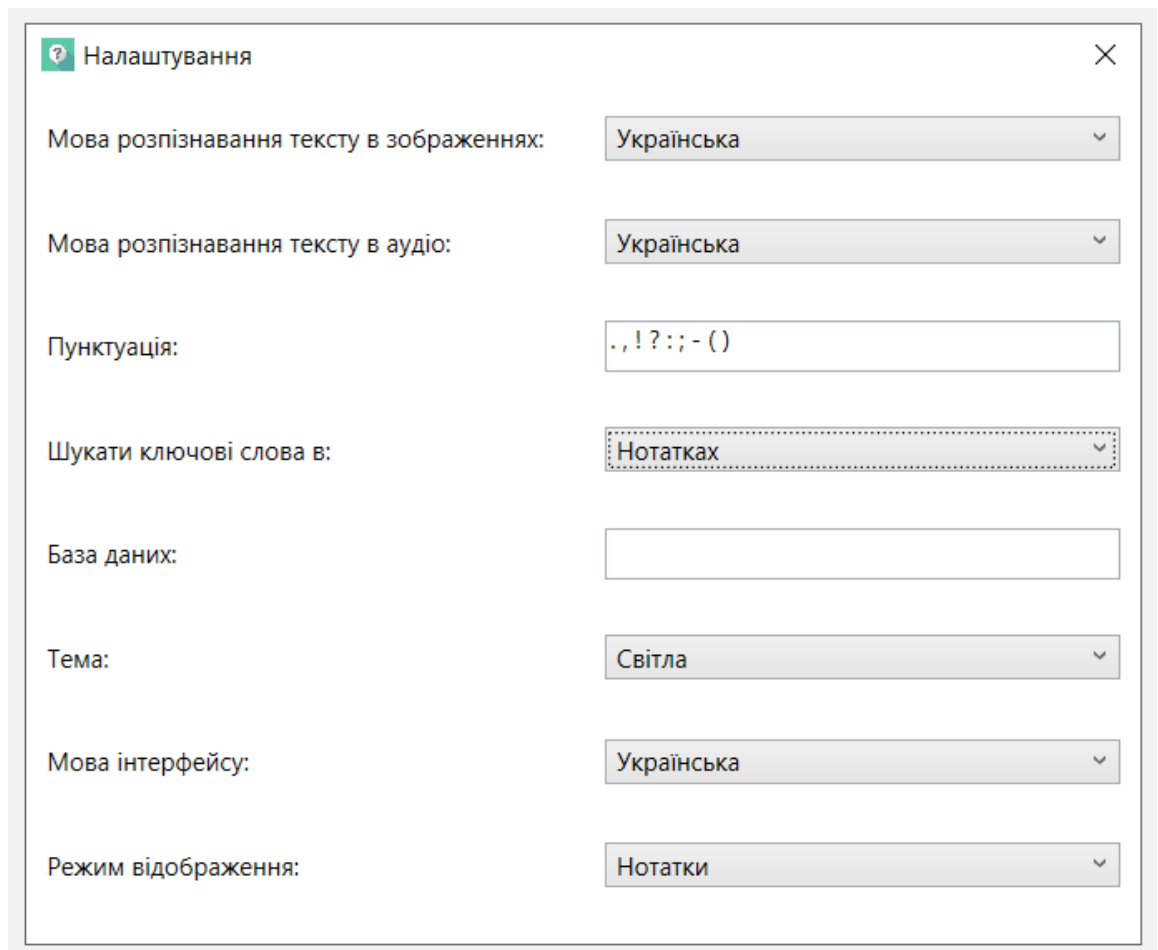 Налаштування
Мова розпізнавання тексту в зображеннях: Українська
Мова розпізнавання тексту в аудіо: Українська
Пунктуація: .,!?:;-()
Шукати ключові слова в: Нотатках
База даних:
Тема: Світла
Мова інтерфейсу: Українська
Режим відображення: Нотатки